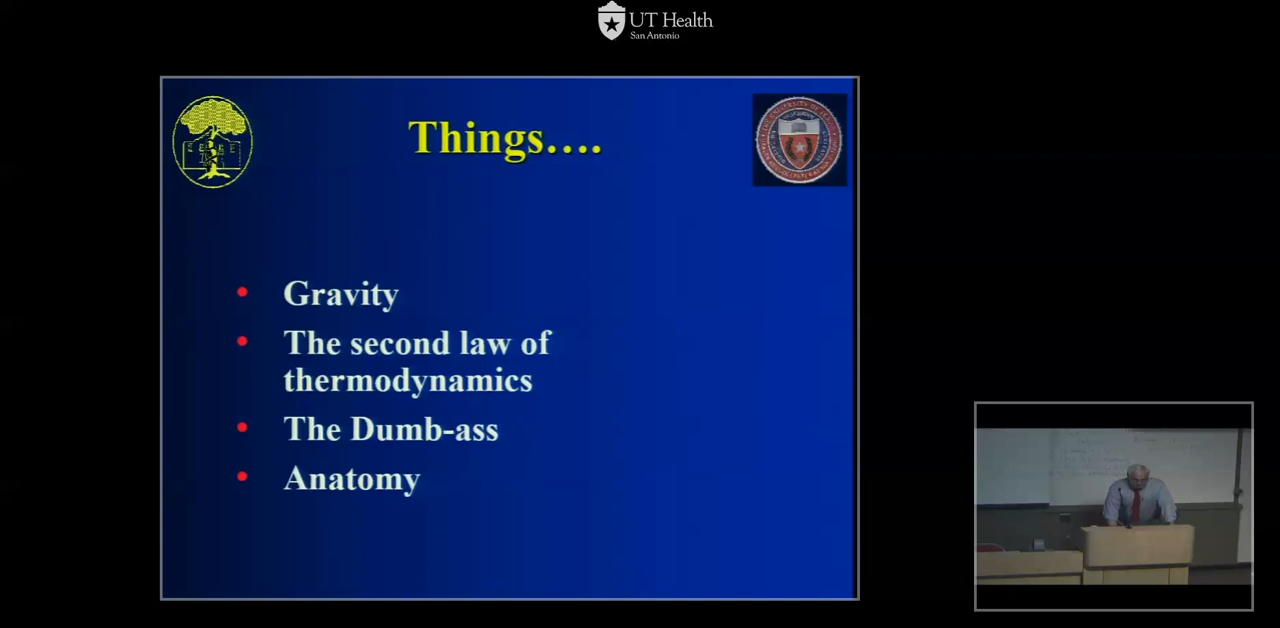 UT Health
San Antonio
Things....
• Gravity
• The second law of
thermodynamics
• The Dumb-ass
• Anatomy